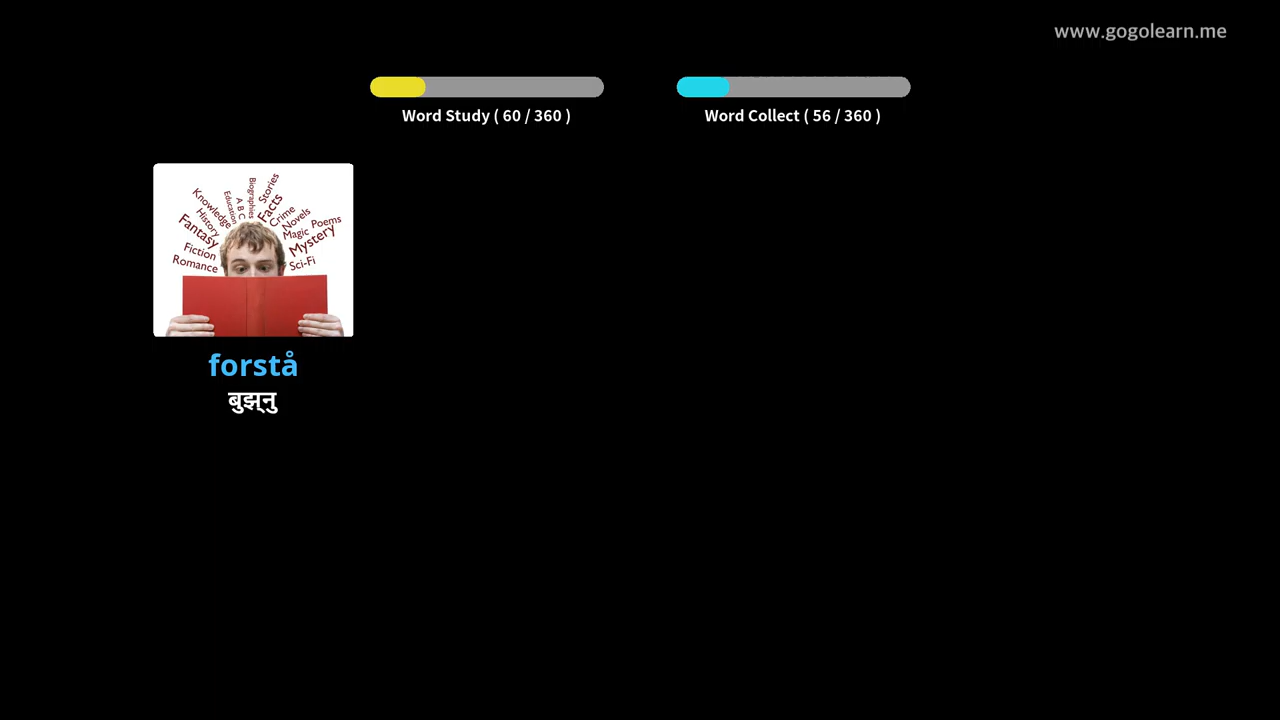 www.gogolearn.me
Word Study ( 60 / 360 )
Word Collect ( 56 / 360 )
Knowledge
History
Fantasy
Fiction
Romance
Education
A B C
Biographies
Stories
Facts
Crime
Novels
Magic
Poems
Mystery
Sci-Fi
forstå
बुझ्नु